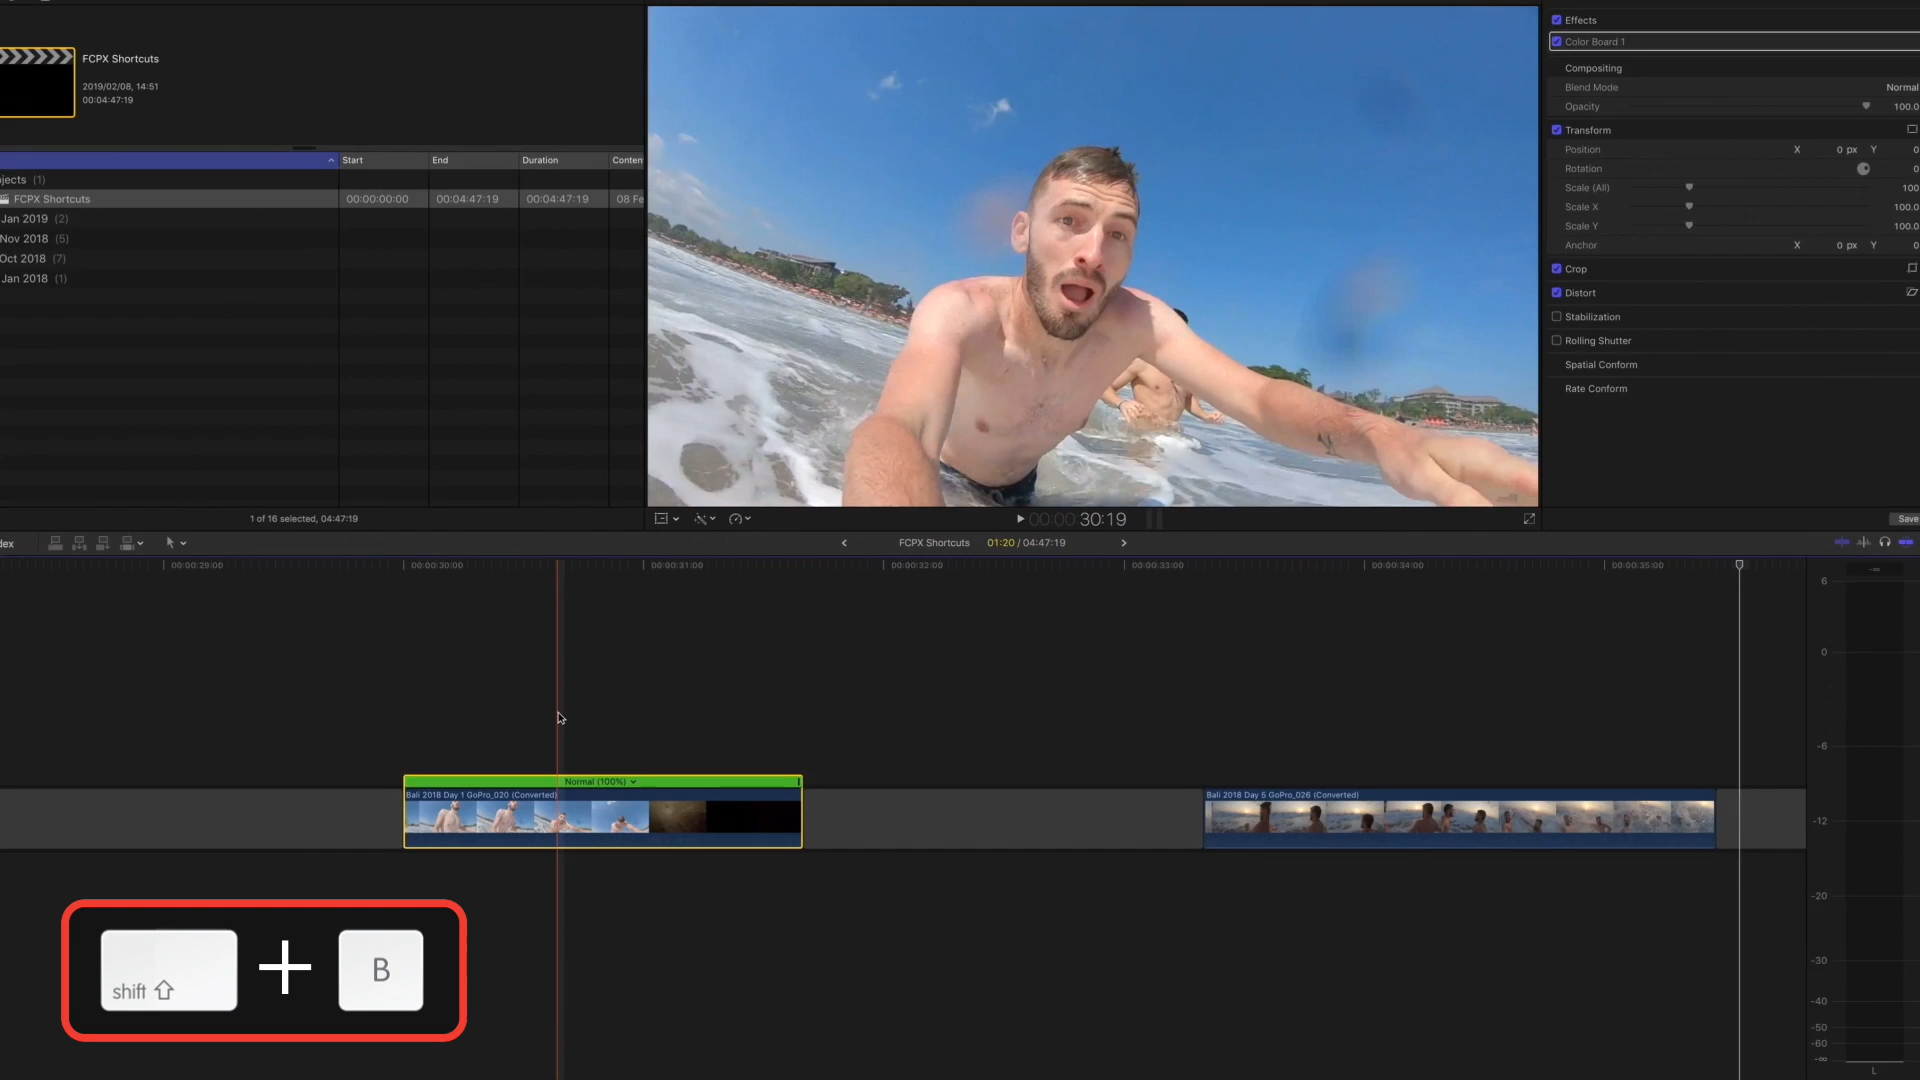 FCPX Shortcuts
2019/02/08, 14:51
00:04:47:19
Start End Duration Conten
jects (1)
FCPX Shortcuts 00:00:00:00 00:04:47:19 00:04:47:19 08 Fe
Jan 2019 (2)
Nov 2018 (5)
Oct 2018 (7)
Jan 2018 (1)
1 of 16 selected, 04:47:19
Effects
Color Board 1
Compositing
Blend Mode Normal
Opacity 100.0
Transform
Position X 0 px Y 0
Rotation 0
Scale (All) 100
Scale X 100.0
Scale Y 100.0
Anchor X 0 px Y 0
Crop
Distort
Stabilization
Rolling Shutter
Spatial Conform
Rate Conform
00:00 30:19
Save
dex
FCPX Shortcuts 01:20 / 04:47:19
00:00:29:00 00:00:30:00 00:00:31:00 00:00:32:00 00:00:33:00 00:00:34:00 00:00:35:00
Normal (100%)
Bali 2018 Day 1 GoPro_020 (Converted)
Bali 2018 Day 5 GoPro_026 (Converted)
-∞
6
0
-6
-12
-20
-30
-40
-50
-60
-∞
L
shift + B